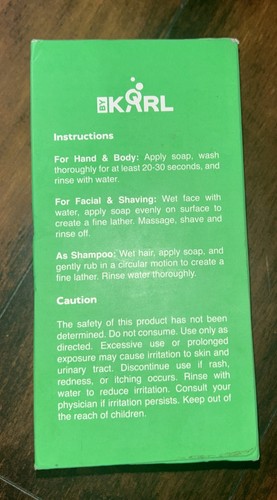 BY KARL
Instructions
For Hand & Body: Apply soap, wash
thoroughly for at least 20-30 seconds, and
rinse with water.
For Facial & Shaving: Wet face with
water, apply soap evenly on surface to
create a fine lather. Massage, shave and
rinse off.
As Shampoo: Wet hair, apply soap, and
gently rub in a circular motion to create a
fine lather. Rinse water thoroughly.
Caution
The safety of this product has not been
determined. Do not consume. Use only as
directed. Excessive use or prolonged
exposure may cause irritation to skin and
urinary tract. Discontinue use if rash,
redness, or itching occurs. Rinse with
water to reduce irritation. Consult your
physician if irritation persists. Keep out of
the reach of children.